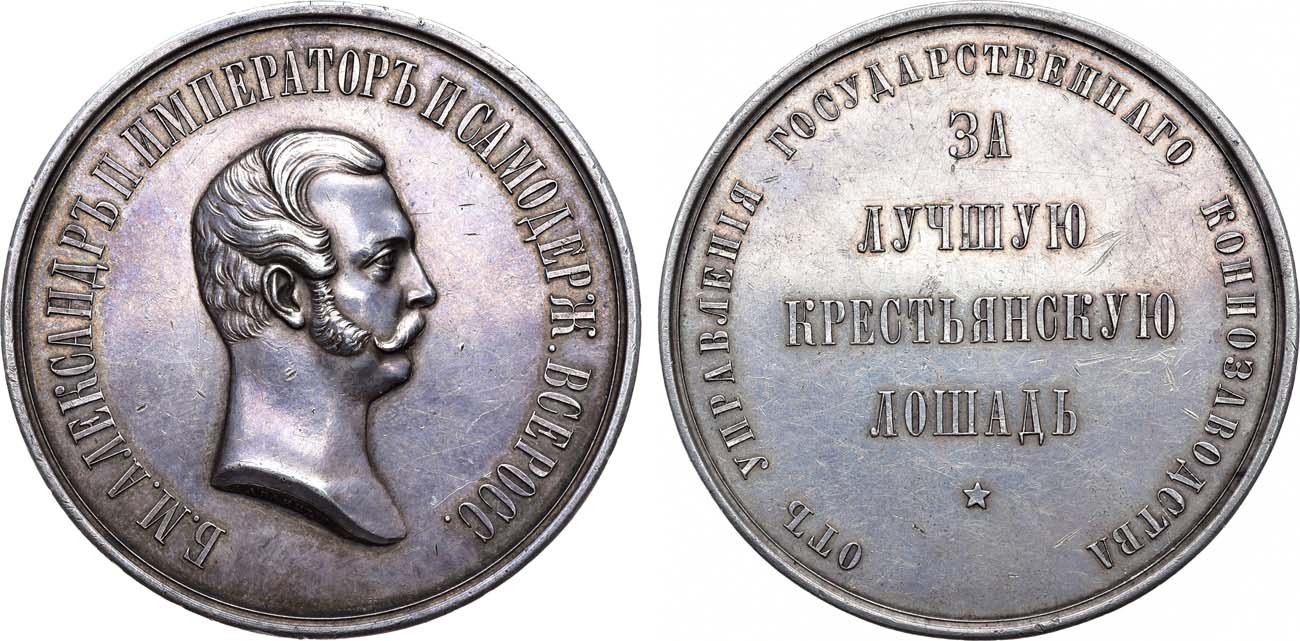 Б. М. АЛЕКСАНДРЪ II ИМПЕРАТОРЪ И САМОДЕРЖ. ВСЕРОСС.
ОТЪ УПРАВЛЕНІЯ ГОСУДАРСТВЕННАГО КОННОЗАВОДСТВА
ЗА
ЛУЧШУЮ
КРЕСТЬЯНСКУЮ
ЛОШАДЬ